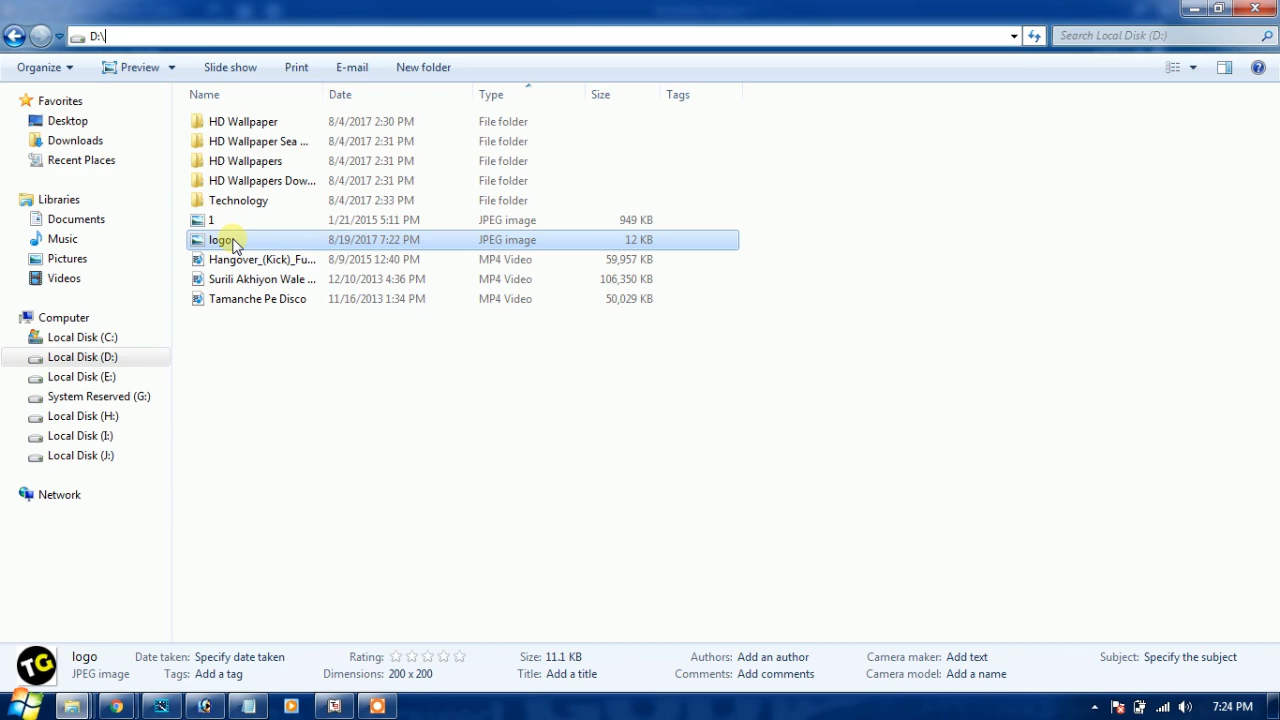 D:\
Search Local Disk (D:)
Organize Preview Slide show Print E-mail New folder
Name Date Type Size Tags
HD Wallpaper 8/4/2017 2:30 PM File folder
HD Wallpaper Sea ... 8/4/2017 2:31 PM File folder
HD Wallpapers 8/4/2017 2:31 PM File folder
HD Wallpapers Dow... 8/4/2017 2:31 PM File folder
Technology 8/4/2017 2:33 PM File folder
1 1/21/2015 5:11 PM JPEG image 949 KB
logo 8/19/2017 7:22 PM JPEG image 12 KB
Hangover_(Kick)_Fu... 8/9/2015 12:40 PM MP4 Video 59,957 KB
Surili Akhiyon Wale ... 12/10/2013 4:36 PM MP4 Video 106,350 KB
Tamanche Pe Disco 11/16/2013 1:34 PM MP4 Video 50,029 KB
Favorites
Desktop
Downloads
Recent Places
Libraries
Documents
Music
Pictures
Videos
Computer
Local Disk (C:)
Local Disk (D:)
Local Disk (E:)
System Reserved (G:)
Local Disk (H:)
Local Disk (I:)
Local Disk (J:)
Network
TG
logo Date taken: Specify date taken Rating: Size: 11.1 KB Authors: Add an author Camera maker: Add text Subject: Specify the subject
JPEG image Tags: Add a tag Dimensions: 200 x 200 Title: Add a title Comments: Add comments Camera model: Add a name
7:24 PM